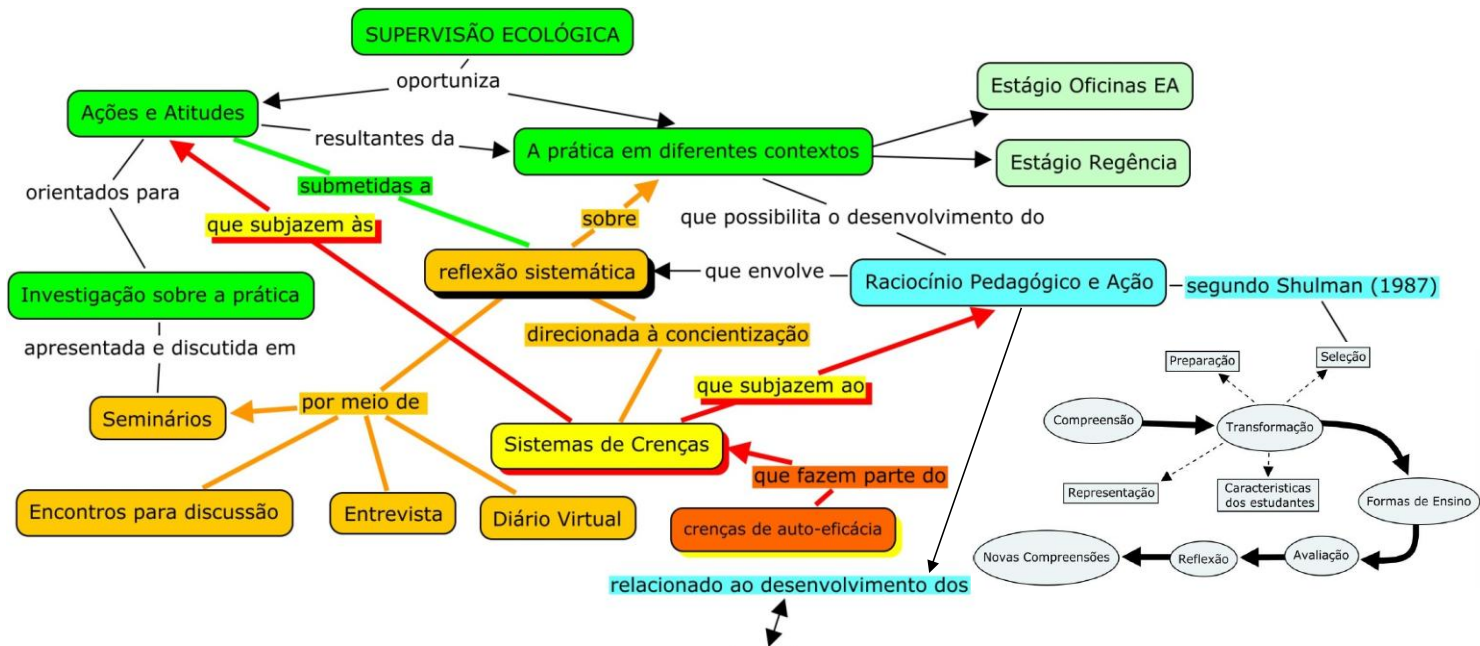 SUPERVISÃO ECOLÓGICA
oportuniza
Ações e Atitudes
resultantes da
A prática em diferentes contextos
Estágio Oficinas EA
Estágio Regência
orientados para
submetidas a
que subjazem às
sobre
que possibilita o desenvolvimento do
Investigação sobre a prática
reflexão sistemática
que envolve
Raciocínio Pedagógico e Ação
segundo Shulman (1987)
apresentada e discutida em
direcionada à concientização
Seminários
por meio de
que subjazem ao
Sistemas de Crenças
que fazem parte do
crenças de auto-eficácia
Encontros para discussão
Entrevista
Diário Virtual
relacionado ao desenvolvimento dos
Preparação
Seleção
Compreensão
Transformação
Representação
Caracteristicas
dos estudantes
Formas de Ensino
Avaliação
Reflexão
Novas Compreensões